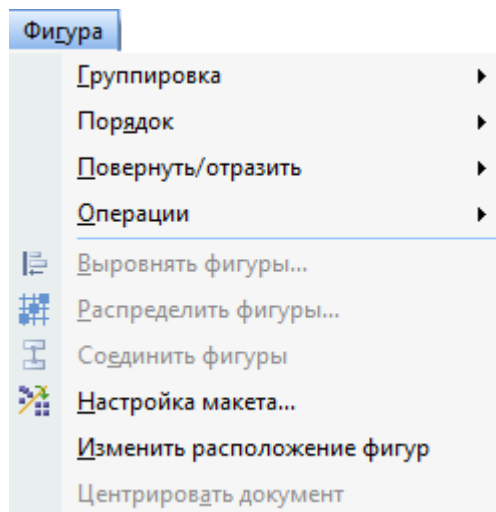 Фигура
Группировка
Порядок
Повернуть/отразить
Операции
Выровнять фигуры...
Распределить фигуры...
Соединить фигуры
Настройка макета...
Изменить расположение фигур
Центрировать документ